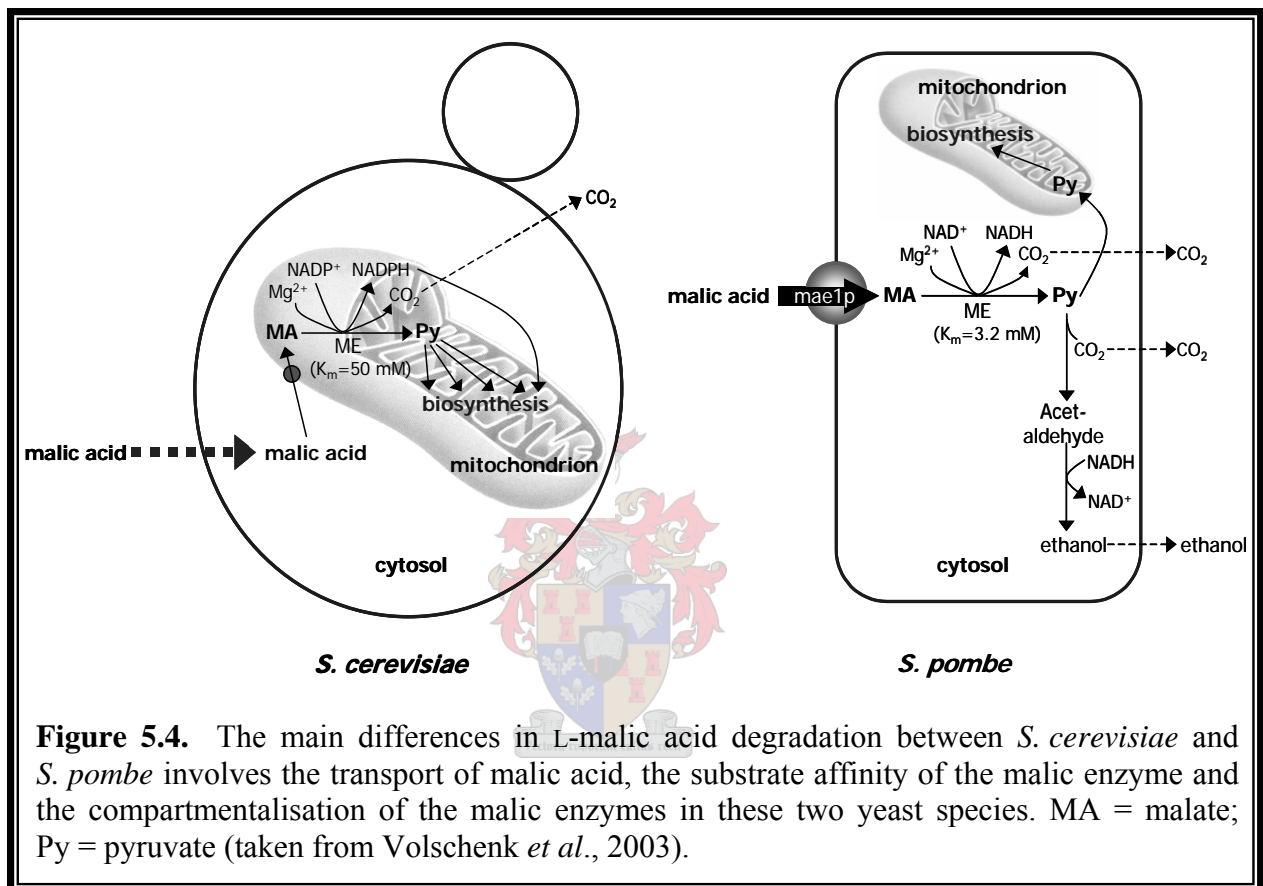 CO₂
NADP⁺ NADPH
Mg²⁺
CO₂
MA
Py
ME
(Kₘ=50 mM)
biosynthesis
malic acid
malic acid
mitochondrion
cytosol
S. cerevisiae
mitochondrion
biosynthesis
Py
NAD⁺ NADH
Mg²⁺
CO₂
CO₂
malic acid
mae1p
MA
Py
ME
(Kₘ=3.2 mM)
CO₂
CO₂
Acet-
aldehyde
NADH
NAD⁺
ethanol
ethanol
cytosol
S. pombe
Figure 5.4. The main differences in L-malic acid degradation between S. cerevisiae and
S. pombe involves the transport of malic acid, the substrate affinity of the malic enzyme and
the compartmentalisation of the malic enzymes in these two yeast species. MA = malate;
Py = pyruvate (taken from Volschenk et al., 2003).